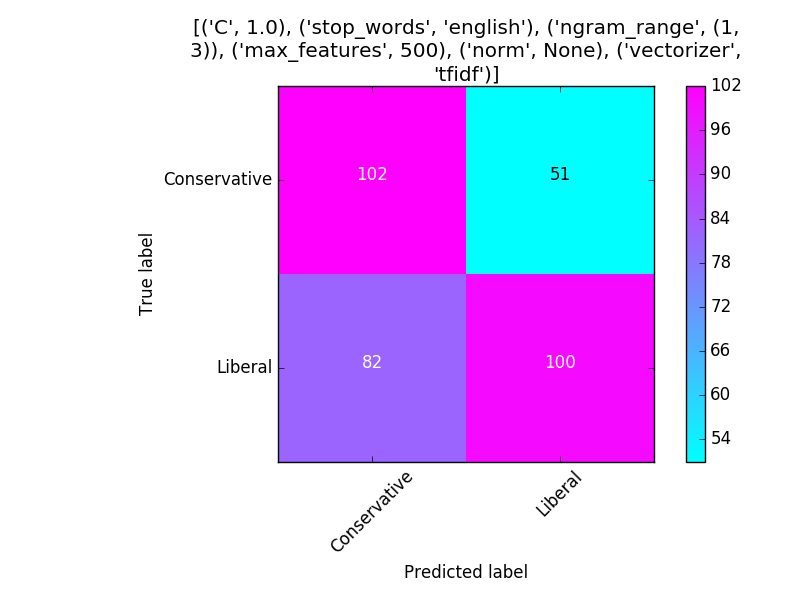 [('C', 1.0), ('stop_words', 'english'), ('ngram_range', (1,
3)), ('max_features', 500), ('norm', None), ('vectorizer',
'tfidf')]
102
96
90
84
78
72
66
60
54
Conservative
102
51
True label
Liberal
82
100
Conservative
Liberal
Predicted label